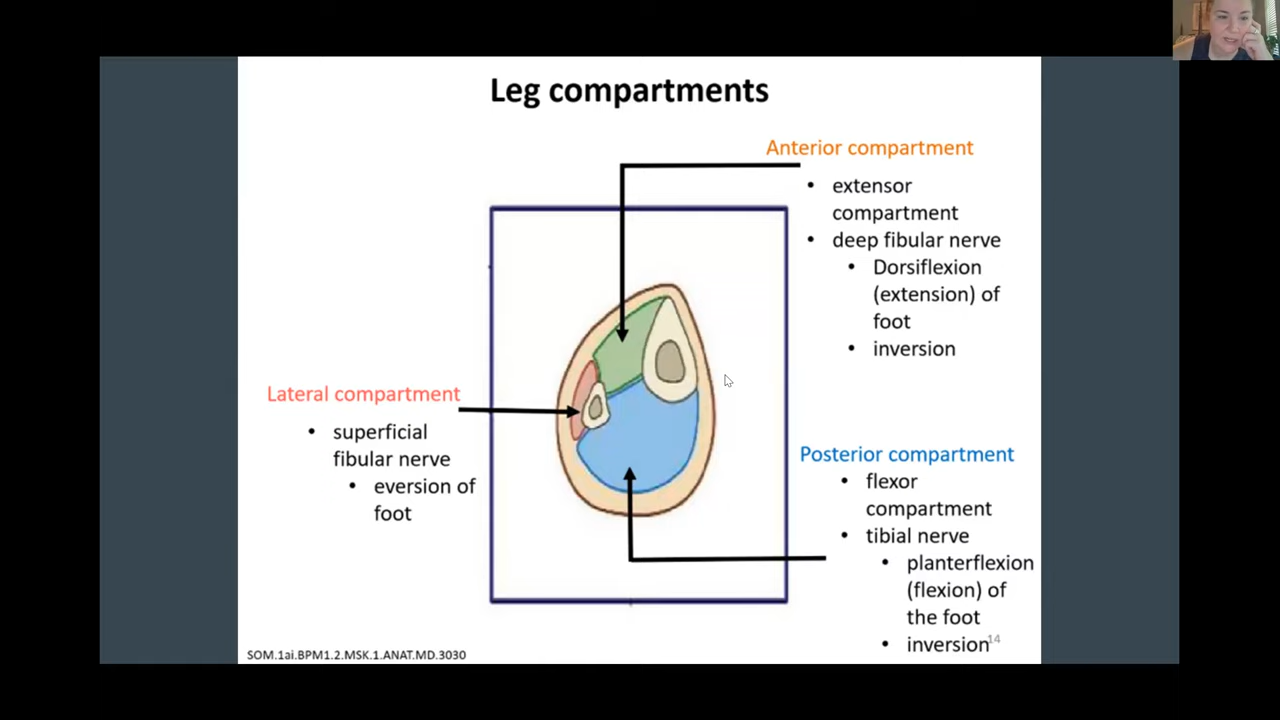 Leg compartments
Anterior compartment
• extensor
compartment
• deep fibular nerve
• Dorsiflexion
(extension) of
foot
• inversion
Lateral compartment
• superficial
fibular nerve
• eversion of
foot
Posterior compartment
• flexor
compartment
• tibial nerve
• planterflexion
(flexion) of
the foot
• inversion
14
SOM.1ai.BPM1.2.MSK.1.ANAT.MD.3030